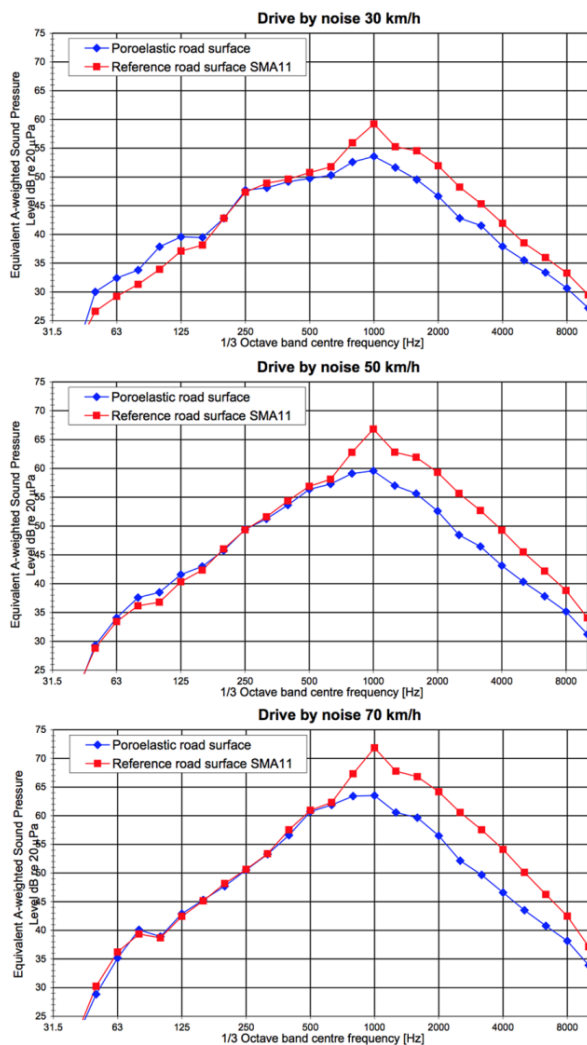 Drive by noise 30 km/h
Equivalent A-weighted Sound Pressure
Level dB re 20 µPa
75
70
65
60
55
50
45
40
35
30
25
Poroelastic road surface
Reference road surface SMA11
31.5 63 125 250 500 1000 2000 4000 8000
1/3 Octave band centre frequency [Hz]
Drive by noise 50 km/h
Equivalent A-weighted Sound Pressure
Level dB re 20 µPa
75
70
65
60
55
50
45
40
35
30
25
Poroelastic road surface
Reference road surface SMA11
31.5 63 125 250 500 1000 2000 4000 8000
1/3 Octave band centre frequency [Hz]
Drive by noise 70 km/h
Equivalent A-weighted Sound Pressure
Level dB re 20 µPa
75
70
65
60
55
50
45
40
35
30
25
Poroelastic road surface
Reference road surface SMA11
31.5 63 125 250 500 1000 2000 4000 8000
1/3 Octave band centre frequency [Hz]